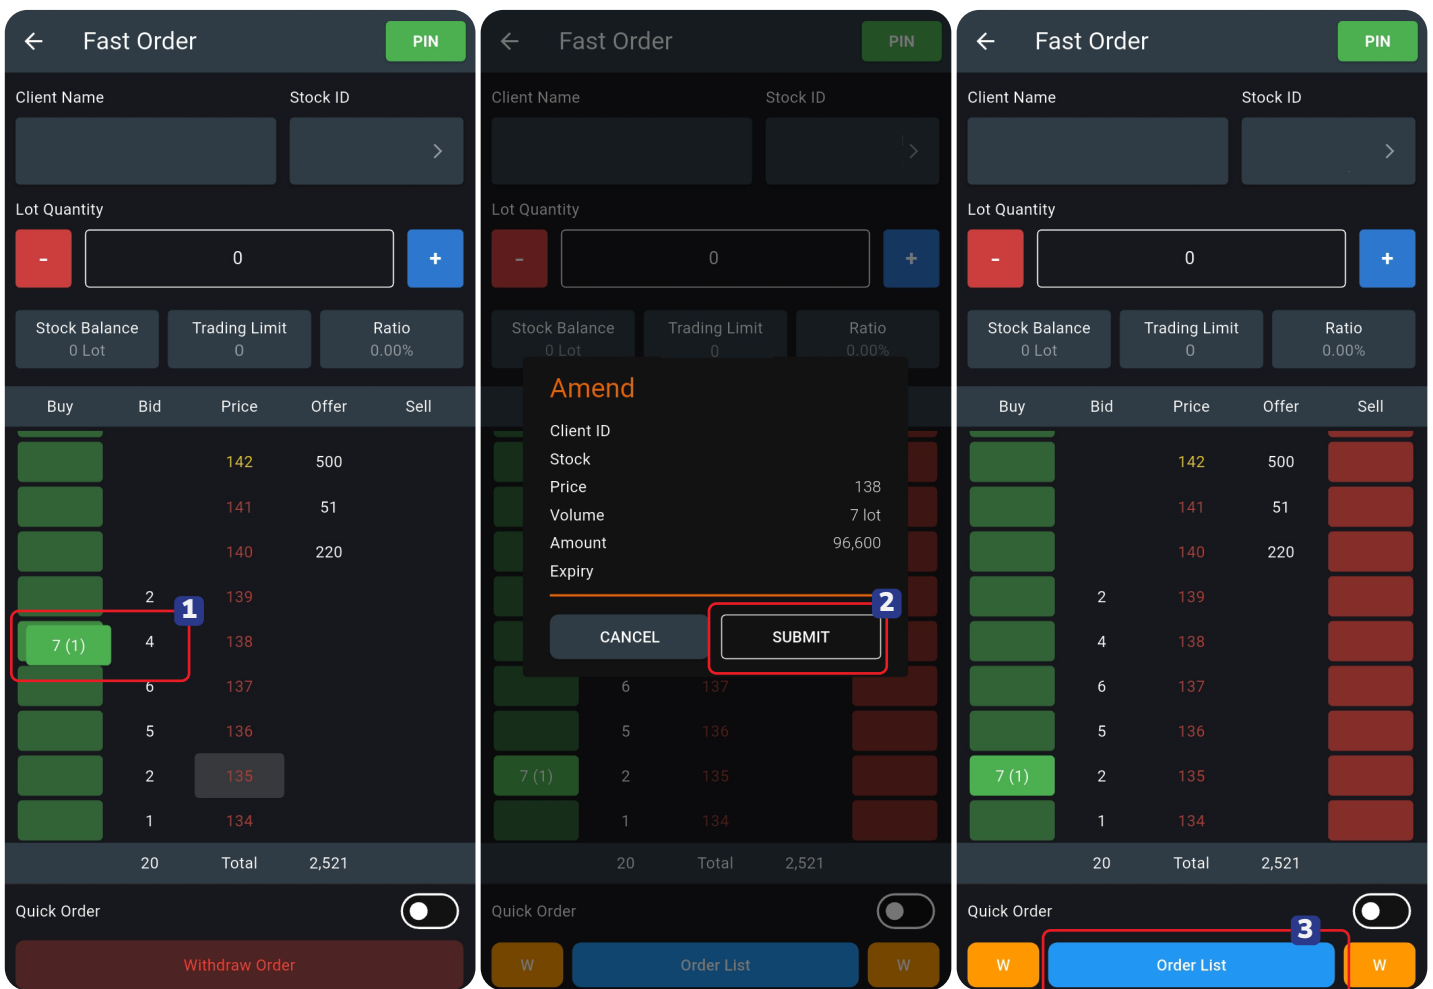 Fast Order PIN
Client Name Stock ID
Lot Quantity
- 0 +
Stock Balance Trading Limit Ratio
0 Lot 0 0.00%
Buy Bid Price Offer Sell
142 500
141 51
140 220
2 139
1
7 (1) 4 138
6 137
5 136
2 135
1 134
20 Total 2,521
Quick Order
Withdraw Order
Fast Order PIN
Client Name Stock ID
Lot Quantity
- 0 +
Stock Balance Trading Limit Ratio
0 Lot 0 0.00%
Amend
Client ID
Stock
Price 138
Volume 7 lot
Amount 96,600
Expiry
2
CANCEL SUBMIT
6 137
5 136
7 (1) 2 135
1 134
20 Total 2,521
Quick Order
W Order List W
Fast Order PIN
Client Name Stock ID
Lot Quantity
- 0 +
Stock Balance Trading Limit Ratio
0 Lot 0 0.00%
Buy Bid Price Offer Sell
142 500
141 51
140 220
2 139
4 138
6 137
5 136
7 (1) 2 135
1 134
20 Total 2,521
Quick Order
3
W Order List W